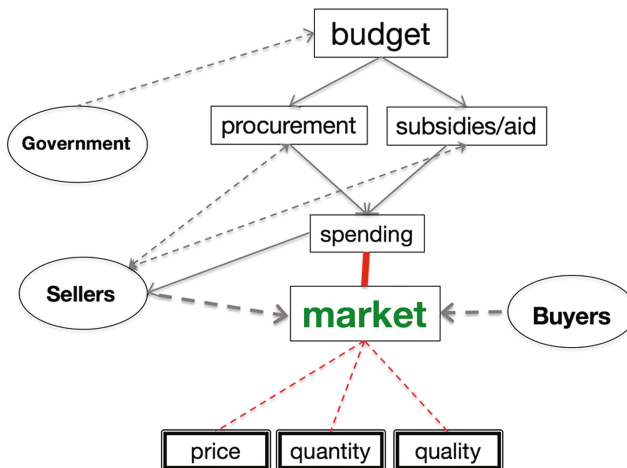 budget
Government
procurement
subsidies/aid
spending
Sellers
market
Buyers
price
quantity
quality